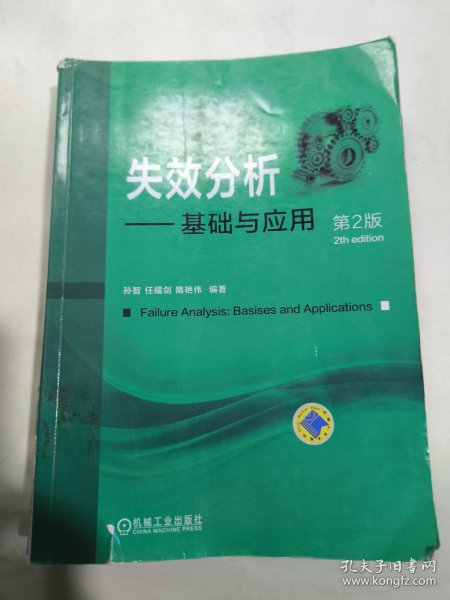 失效分析
——基础与应用 第2版
2th edition
孙智 任耀剑 隋艳伟 编著
Failure Analysis: Basises and Applications
机械工业出版社
CHINA MACHINE PRESS
孔夫子旧书网
www.kongfz.com